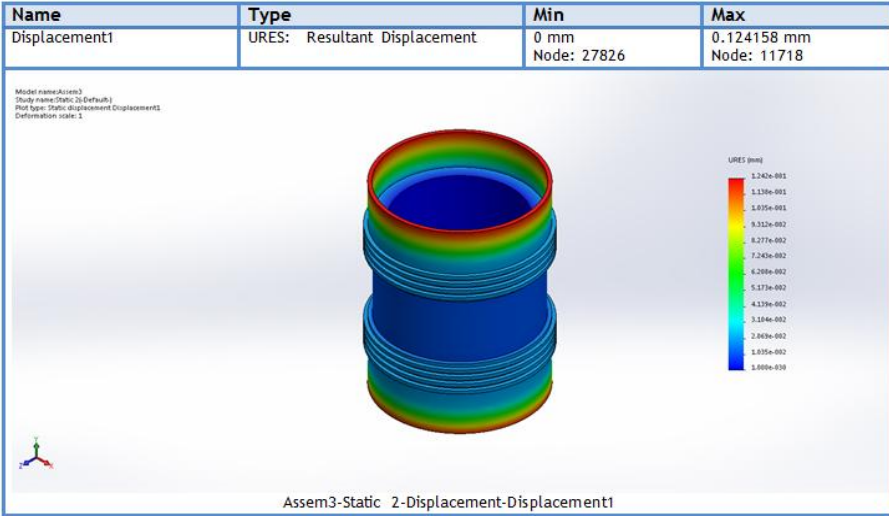 Name Type Min Max
Displacement1 URES: Resultant Displacement 0 mm 0.124158 mm
Node: 27826 Node: 11718
Model name:Assem3
Study name:Static 2(-Default-)
Plot type: Static displacement Displacement1
Deformation scale: 1
URES (mm)
1.242e-001
1.138e-001
1.035e-001
9.312e-002
8.277e-002
7.243e-002
6.208e-002
5.173e-002
4.139e-002
3.104e-002
2.069e-002
1.035e-002
1.000e-030
Y
Z X
Assem3-Static 2-Displacement-Displacement1